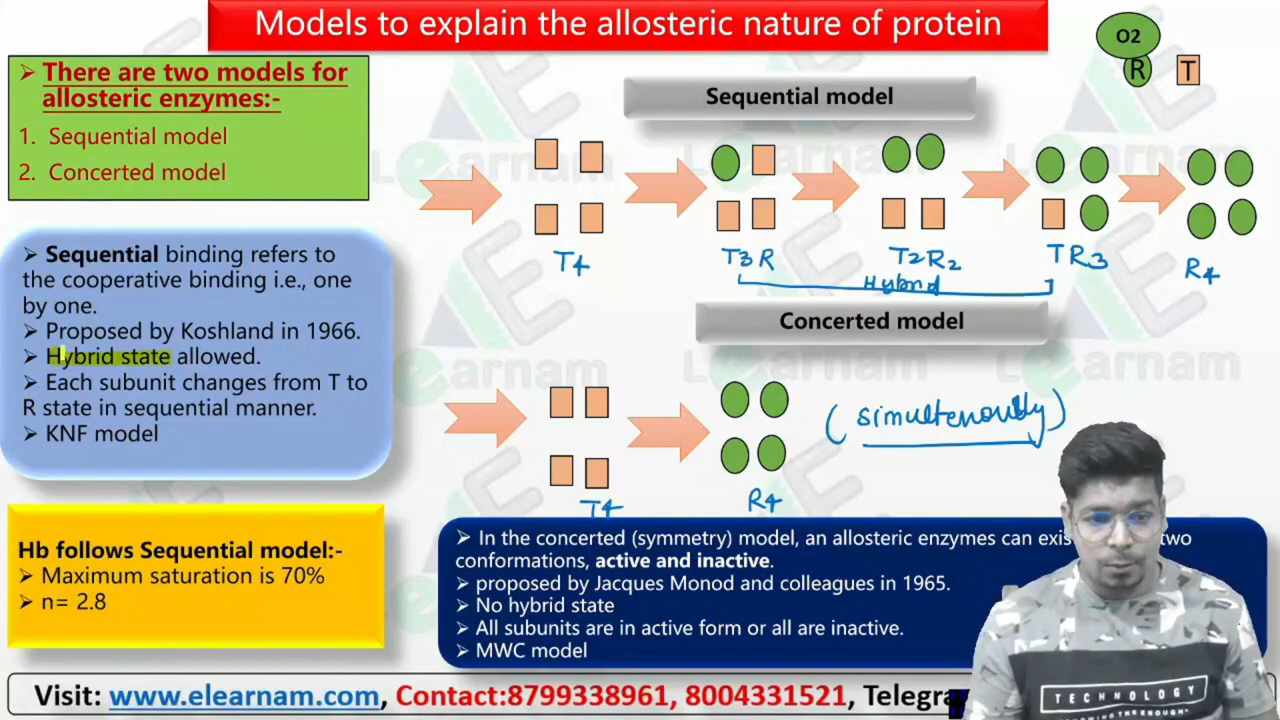 Models to explain the allosteric nature of protein
O2
R
T
➢ There are two models for
allosteric enzymes:-
1. Sequential model
2. Concerted model
Sequential model
T4
T3R
T2R2
TR3
R4
Hybrid
➢ Sequential binding refers to
the cooperative binding i.e., one
by one.
➢ Proposed by Koshland in 1966.
➢ Hybrid state allowed.
➢ Each subunit changes from T to
R state in sequential manner.
➢ KNF model
Concerted model
(simultenously)
T4
R4
Hb follows Sequential model:-
➢ Maximum saturation is 70%
➢ n= 2.8
➢ In the concerted (symmetry) model, an allosteric enzymes can exis two
conformations, active and inactive.
➢ proposed by Jacques Monod and colleagues in 1965.
➢ No hybrid state
➢ All subunits are in active form or all are inactive.
➢ MWC model
Visit: www.elearnam.com, Contact:8799338961, 8004331521, Telegra
TECHNOLOGY